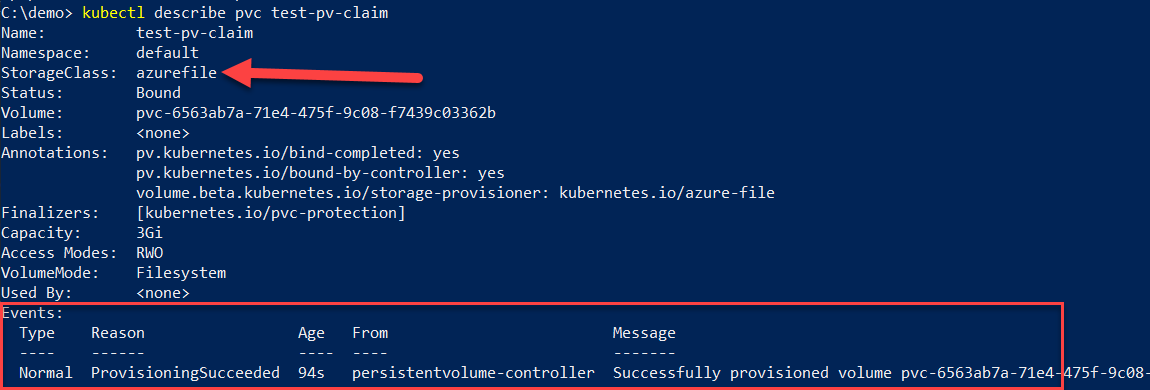 C:\demo> kubectl describe pvc test-pv-claim
Name:          test-pv-claim
Namespace:     default
StorageClass:  azurefile
Status:        Bound
Volume:        pvc-6563ab7a-71e4-475f-9c08-f7439c03362b
Labels:        <none>
Annotations:   pv.kubernetes.io/bind-completed: yes
               pv.kubernetes.io/bound-by-controller: yes
               volume.beta.kubernetes.io/storage-provisioner: kubernetes.io/azure-file
Finalizers:    [kubernetes.io/pvc-protection]
Capacity:      3Gi
Access Modes:  RWO
VolumeMode:    Filesystem
Used By:       <none>
Events:
  Type    Reason                 Age   From                         Message
  ----    ------                 ----  ----                         -------
  Normal  ProvisioningSucceeded  94s   persistentvolume-controller  Successfully provisioned volume pvc-6563ab7a-71e4-475f-9c08-